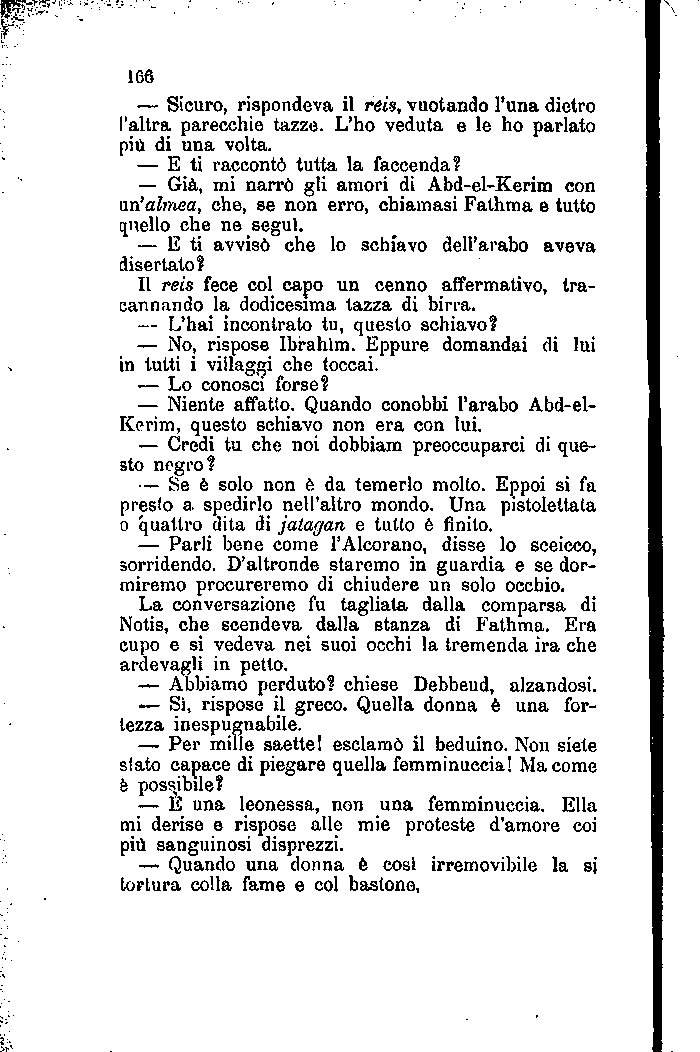 166
— Sicuro, rispondeva il reis, vuotando l'una dietro
l'altra parecchie tazze. L'ho veduta e le ho parlato
più di una volta.
— E ti raccontò tutta la faccenda?
— Già, mi narrò gli amori di Abd-el-Kerim con
un'almea, che, se non erro, chiamasi Fathma e tutto
quello che ne seguì.
— E ti avvisò che lo schiavo dell'arabo aveva
disertato?
Il reis fece col capo un cenno affermativo, tra-
cannando la dodicesima tazza di birra.
— L'hai incontrato tu, questo schiavo?
— No, rispose Ibrahim. Eppure domandai di lui
in tutti i villaggi che toccai.
— Lo conosci forse?
— Niente affatto. Quando conobbi l'arabo Abd-el-
Kerim, questo schiavo non era con lui.
— Credi tu che noi dobbiam preoccuparci di que-
sto negro?
— Se è solo non è da temerlo molto. Eppoi si fa
presto a spedirlo nell'altro mondo. Una pistolettata
o quattro dita di jatagan e tutto è finito.
— Parli bene come l'Alcorano, disse lo sceicco,
sorridendo. D'altronde staremo in guardia e se dor-
miremo procureremo di chiudere un solo occhio.
La conversazione fu tagliata dalla comparsa di
Notis, che scendeva dalla stanza di Fathma. Era
cupo e si vedeva nei suoi occhi la tremenda ira che
ardevagli in petto.
— Abbiamo perduto? chiese Debbeud, alzandosi.
— Sì, rispose il greco. Quella donna è una for-
tezza inespugnabile.
— Per mille saette! esclamò il beduino. Non siete
stato capace di piegare quella femminuccia! Ma come
è possibile?
— È una leonessa, non una femminuccia. Ella
mi derise e rispose alle mie proteste d'amore coi
più sanguinosi disprezzi.
— Quando una donna è così irremovibile la si
tortura colla fame e col bastone,